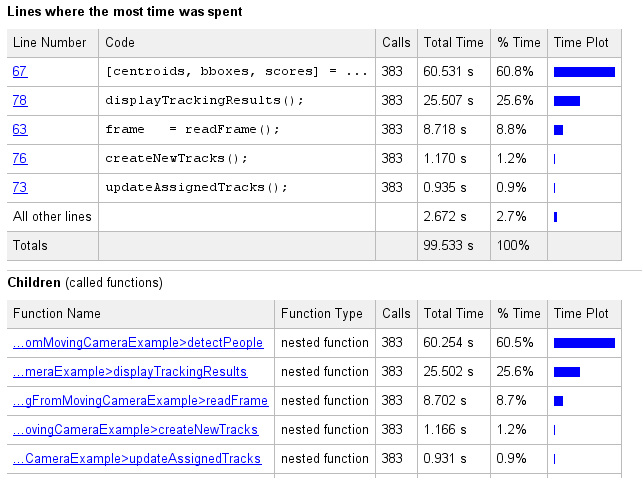 Lines where the most time was spent
Line Number Code Calls Total Time % Time Time Plot
67 [centroids, bboxes, scores] = ... 383 60.531 s 60.8%
78 displayTrackingResults(); 383 25.507 s 25.6%
63 frame   = readFrame(); 383 8.718 s 8.8%
76 createNewTracks(); 383 1.170 s 1.2%
73 updateAssignedTracks(); 383 0.935 s 0.9%
All other lines 2.672 s 2.7%
Totals 99.533 s 100%
Children (called functions)
Function Name Function Type Calls Total Time % Time Time Plot
...omMovingCameraExample>detectPeople nested function 383 60.254 s 60.5%
...meraExample>displayTrackingResults nested function 383 25.502 s 25.6%
...gFromMovingCameraExample>readFrame nested function 383 8.702 s 8.7%
...ovingCameraExample>createNewTracks nested function 383 1.166 s 1.2%
...CameraExample>updateAssignedTracks nested function 383 0.931 s 0.9%